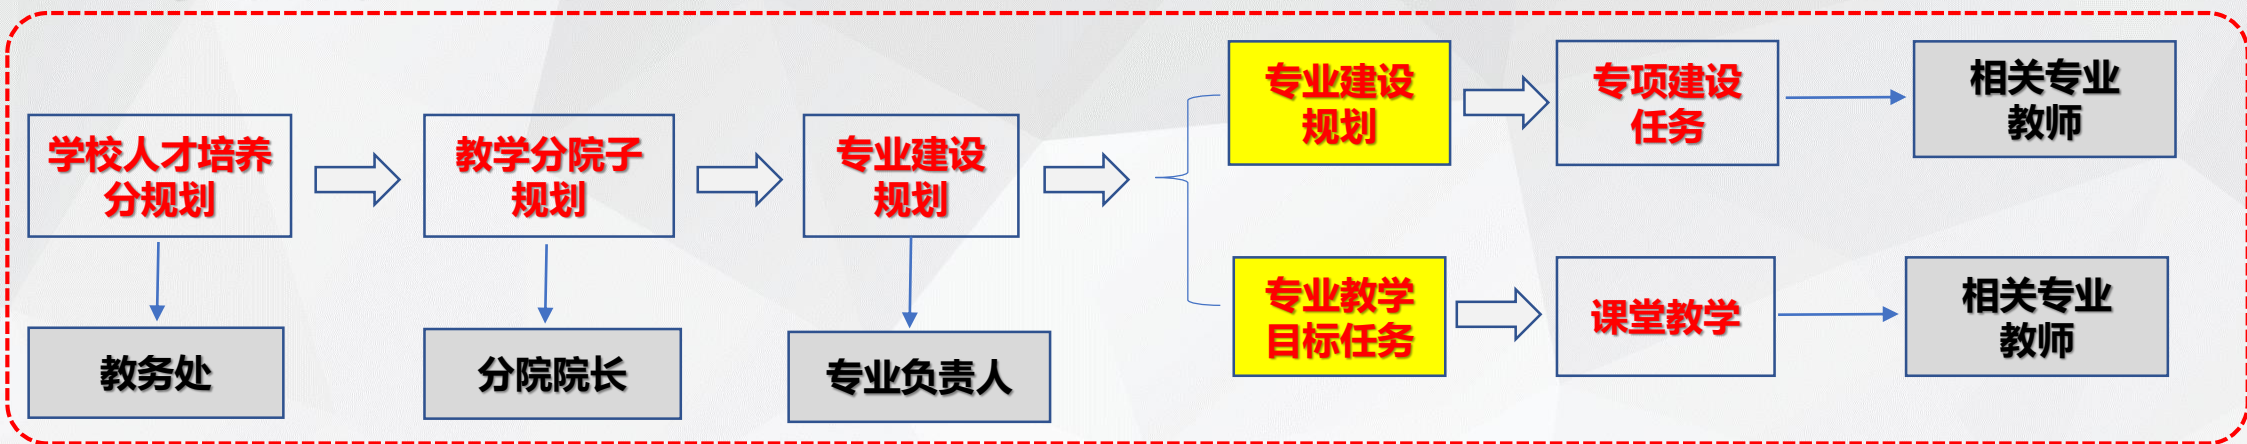 学校人才培养
分规划
教学分院子
规划
专业建设
规划
专业建设
规划
专项建设
任务
相关专业
教师
专业教学
目标任务
课堂教学
相关专业
教师
教务处
分院院长
专业负责人